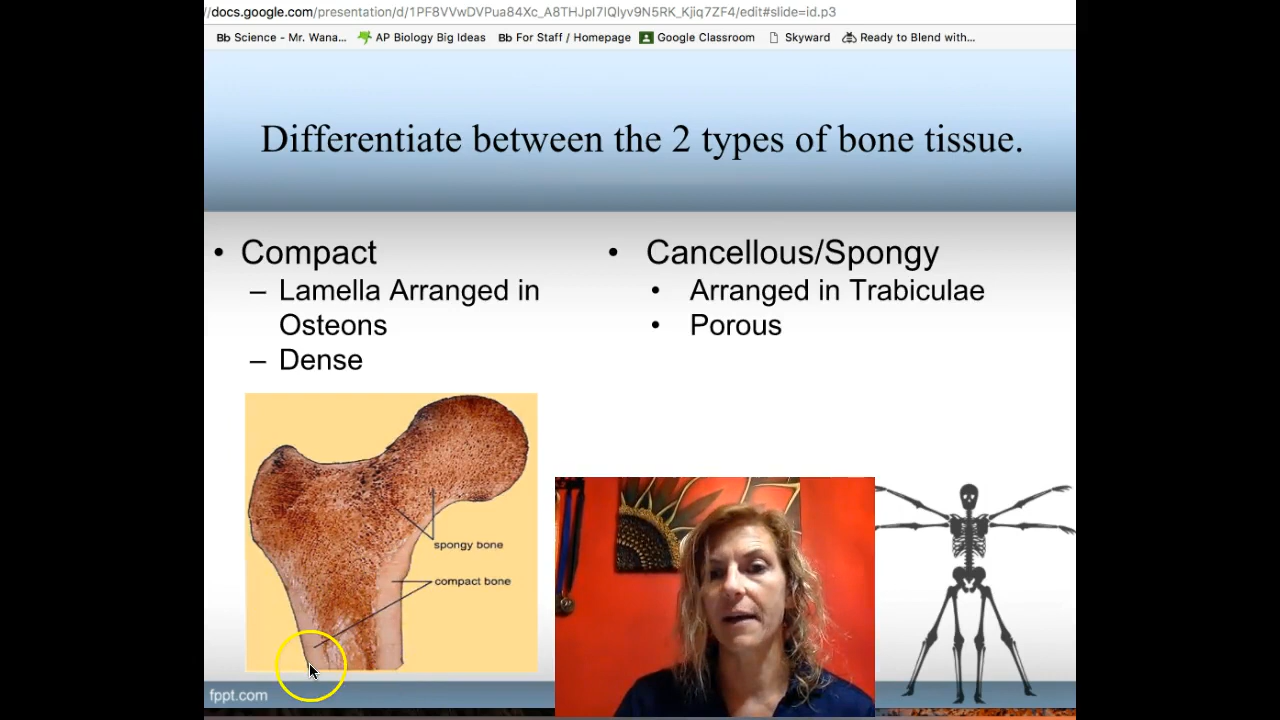 //docs.google.com/presentation/d/1PF8VVwDVPua84Xc_A8THJpI7IQlyv9N5RK_Kjiq7ZF4/edit#slide=id.p3
Bb Science - Mr. Wana... AP Biology Big Ideas Bb For Staff / Homepage Google Classroom Skyward Ready to Blend with...
Differentiate between the 2 types of bone tissue.
• Compact
– Lamella Arranged in
Osteons
– Dense
• Cancellous/Spongy
• Arranged in Trabiculae
• Porous
spongy bone
compact bone
fppt.com